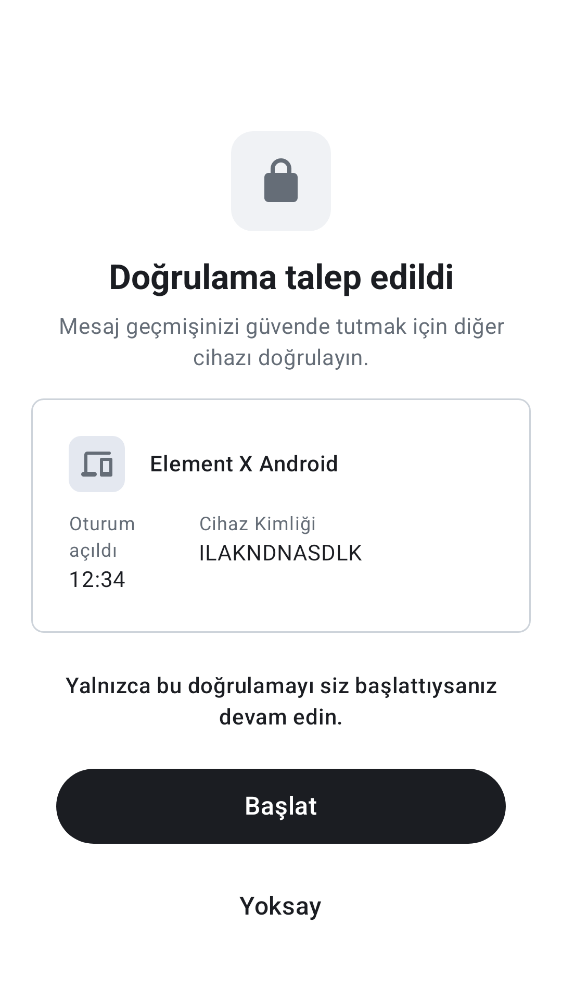 Doğrulama talep edildi
Mesaj geçmişinizi güvende tutmak için diğer
cihazı doğrulayın.
Element X Android
Oturum
açıldı
12:34
Cihaz Kimliği
ILAKNDNASDLK
Yalnızca bu doğrulamayı siz başlattıysanız
devam edin.
Başlat
Yoksay